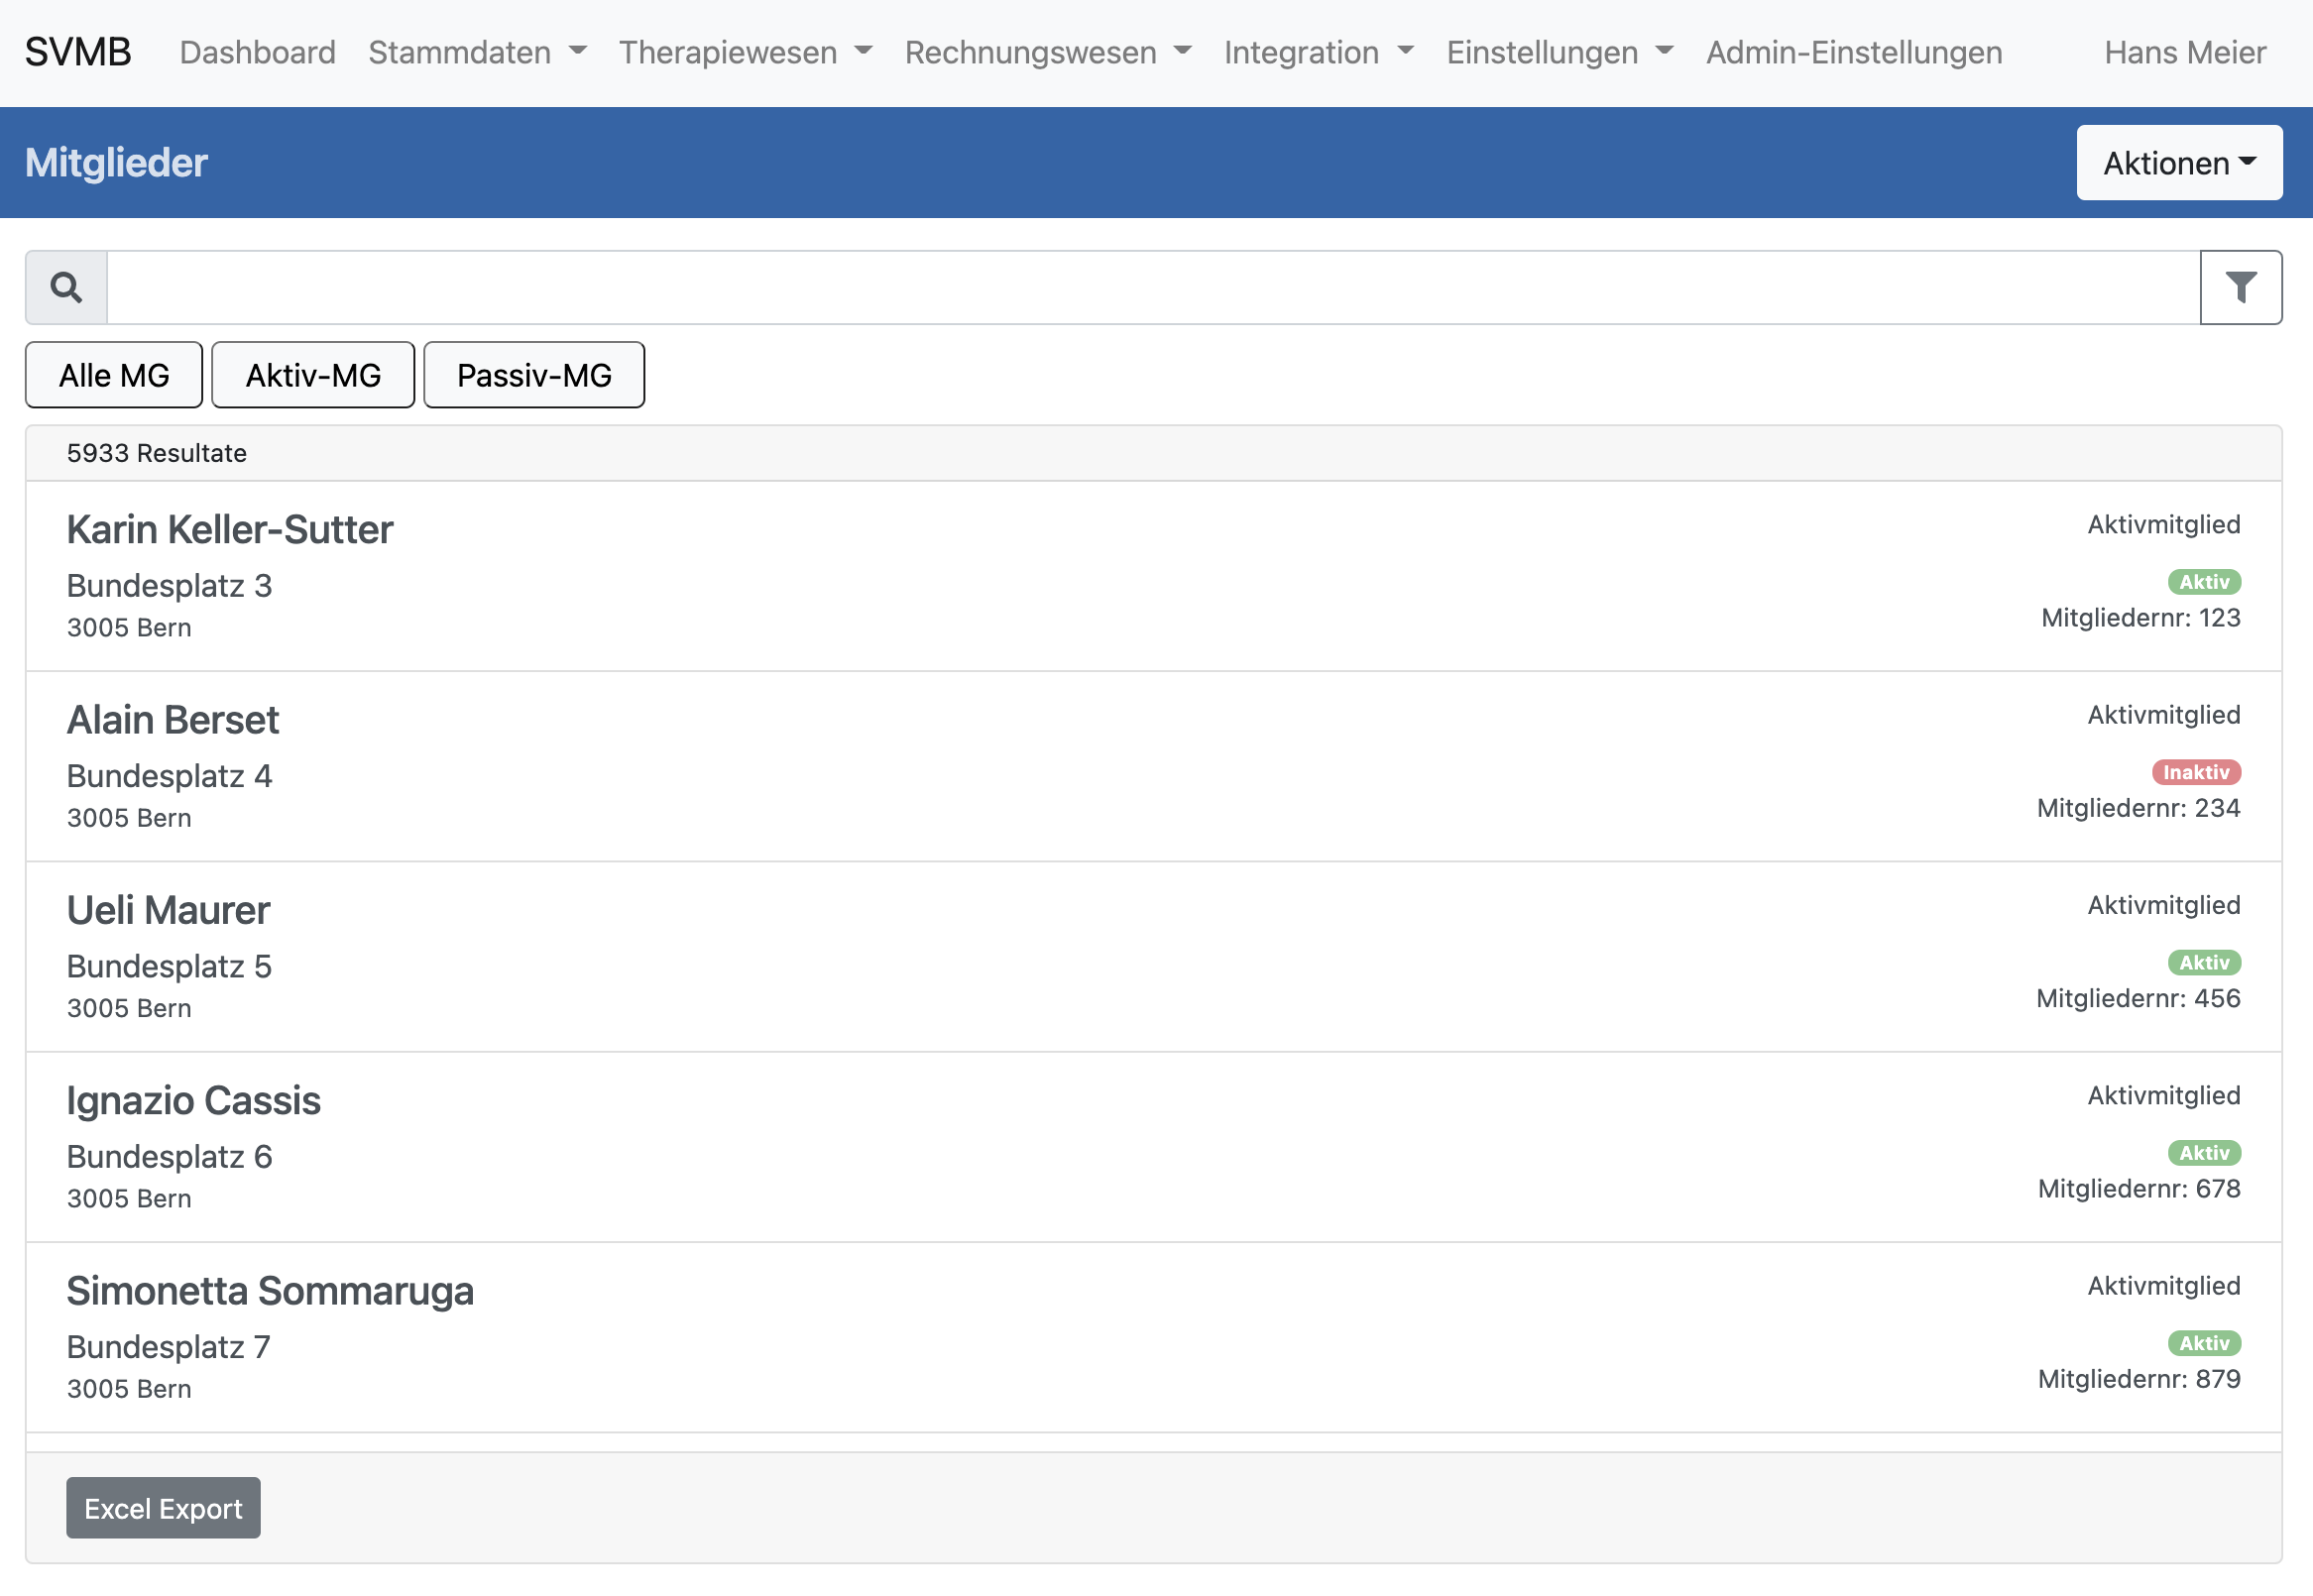 SVMB Dashboard Stammdaten Therapiewesen Rechnungswesen Integration Einstellungen Admin-Einstellungen Hans Meier
Mitglieder Aktionen
Alle MG Aktiv-MG Passiv-MG
5933 Resultate
Karin Keller-Sutter Aktivmitglied
Bundesplatz 3 Aktiv
3005 Bern Mitgliedernr: 123
Alain Berset Aktivmitglied
Bundesplatz 4 Inaktiv
3005 Bern Mitgliedernr: 234
Ueli Maurer Aktivmitglied
Bundesplatz 5 Aktiv
3005 Bern Mitgliedernr: 456
Ignazio Cassis Aktivmitglied
Bundesplatz 6 Aktiv
3005 Bern Mitgliedernr: 678
Simonetta Sommaruga Aktivmitglied
Bundesplatz 7 Aktiv
3005 Bern Mitgliedernr: 879
Excel Export